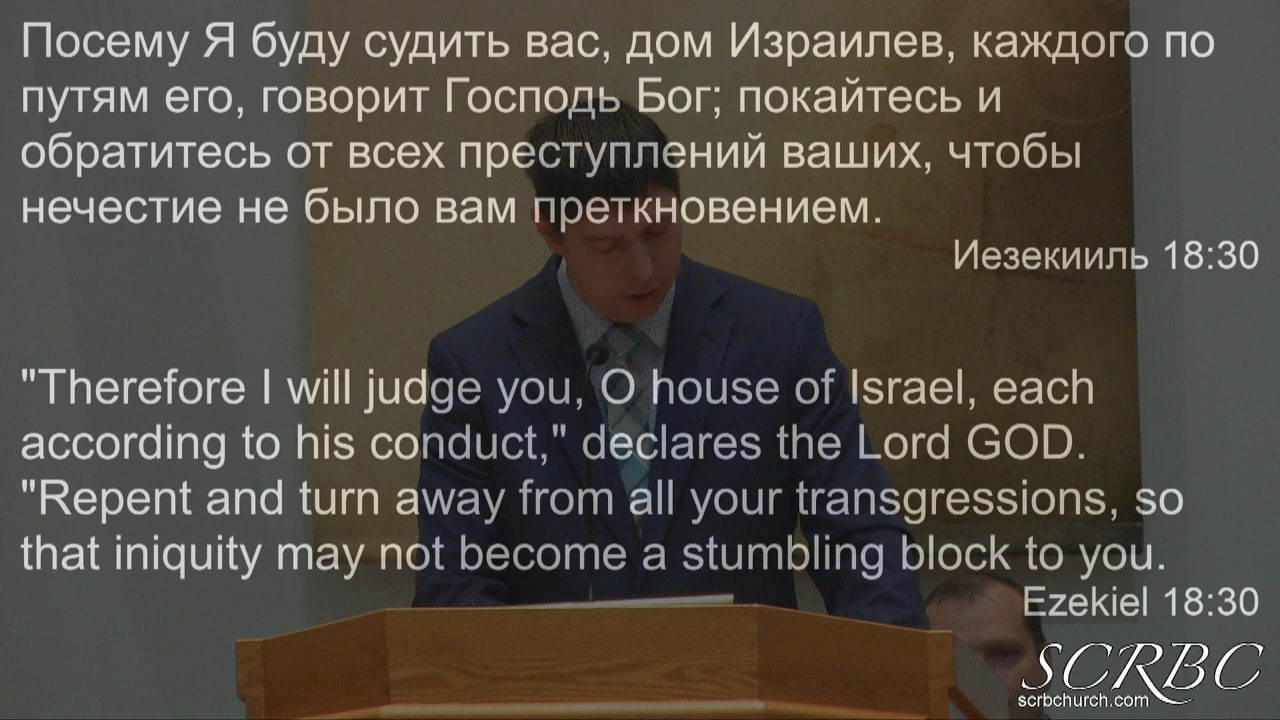 Посему Я буду судить вас, дом Израилев, каждого по
путям его, говорит Господь Бог; покайтесь и
обратитесь от всех преступлений ваших, чтобы
нечестие не было вам преткновением.
Иезекииль 18:30
"Therefore I will judge you, O house of Israel, each
according to his conduct," declares the Lord GOD.
"Repent and turn away from all your transgressions, so
that iniquity may not become a stumbling block to you.
Ezekiel 18:30
SCRBC
scrbchurch.com